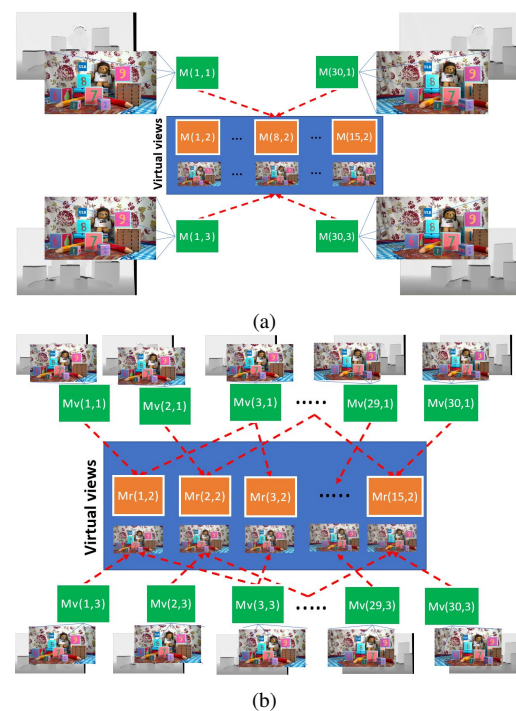 M(1,1)
M(30,1)
Virtual views
M(1,2)
...
M(8,2)
...
M(15,2)
...
...
M(1,3)
M(30,3)
(a)
Mv(1,1)
Mv(2,1)
Mv(3,1)
.....
Mv(29,1)
Mv(30,1)
Virtual views
Mr(1,2)
Mr(2,2)
Mr(3,2)
.....
Mr(15,2)
Mv(1,3)
Mv(2,3)
Mv(3,3)
.....
Mv(29,3)
Mv(30,3)
(b)